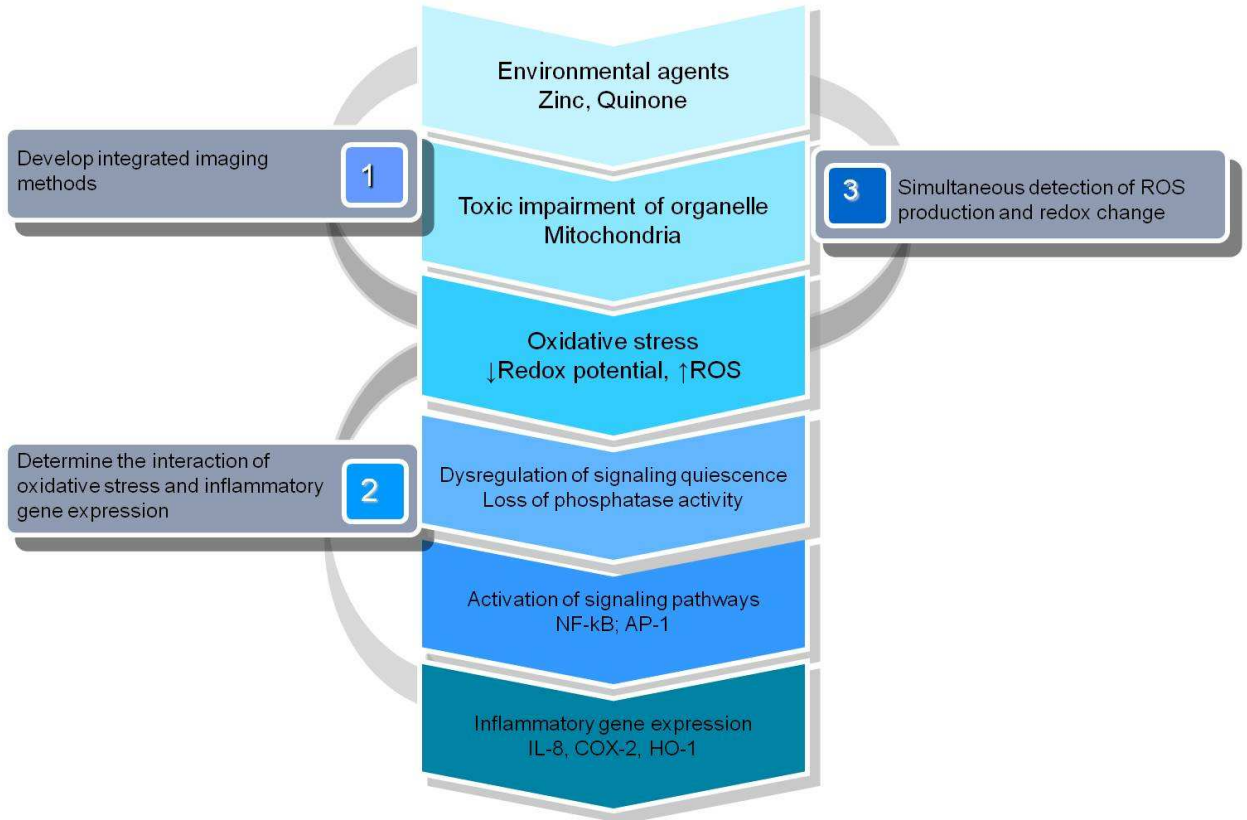 Environmental agents
Zinc, Quinone
Develop integrated imaging
methods
1
3
Simultaneous detection of ROS
production and redox change
Toxic impairment of organelle
Mitochondria
Oxidative stress
↓Redox potential, ↑ROS
Determine the interaction of
oxidative stress and inflammatory
gene expression
2
Dysregulation of signaling quiescence
Loss of phosphatase activity
Activation of signaling pathways
NF-kB; AP-1
Inflammatory gene expression
IL-8, COX-2, HO-1